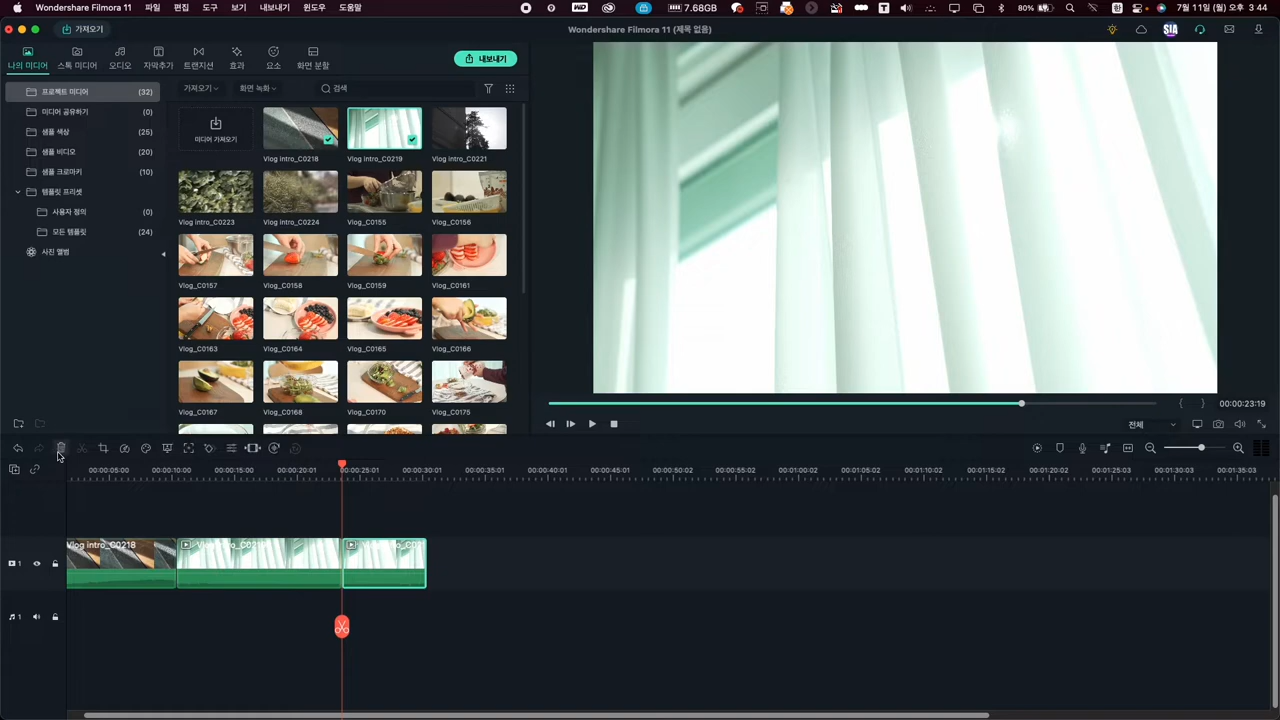 파일 편집 도구 보기 내보내기 윈도우 도움말
7.68GB
80%
한
7월 11일 (월) 오후 3:44
가져오기
Wondershare Filmora 11 (제목 없음)
SIA
나의 미디어 스톡 미디어 오디오 자막추가 트랜지션 효과 요소 화면 분할
내보내기
프로젝트 미디어 (32)
미디어 공유하기 (0)
샘플 색상 (25)
샘플 비디오 (20)
샘플 크로마키 (10)
템플릿 프리셋
사용자 정의 (0)
모든 템플릿 (24)
사진 앨범
가져오기 화면 녹화 검색
미디어 가져오기
Vlog intro_C0218 Vlog intro_C0219 Vlog intro_C0221
Vlog intro_C0223 Vlog intro_C0224 Vlog_C0155 Vlog_C0156
Vlog_C0157 Vlog_C0158 Vlog_C0159 Vlog_C0161
Vlog_C0163 Vlog_C0164 Vlog_C0165 Vlog_C0166
Vlog_C0167 Vlog_C0168 Vlog_C0170 Vlog_C0175
00:00:23:19
전체
00:00:05:00 00:00:10:00 00:00:15:00 00:00:20:01 00:00:25:01 00:00:30:01 00:00:35:01 00:00:40:01 00:00:45:01 00:00:50:02 00:00:55:02 00:01:00:02 00:01:05:02 00:01:10:02 00:01:15:02 00:01:20:02 00:01:25:03 00:01:30:03 00:01:35:03
Vlog intro_C0218
1
1